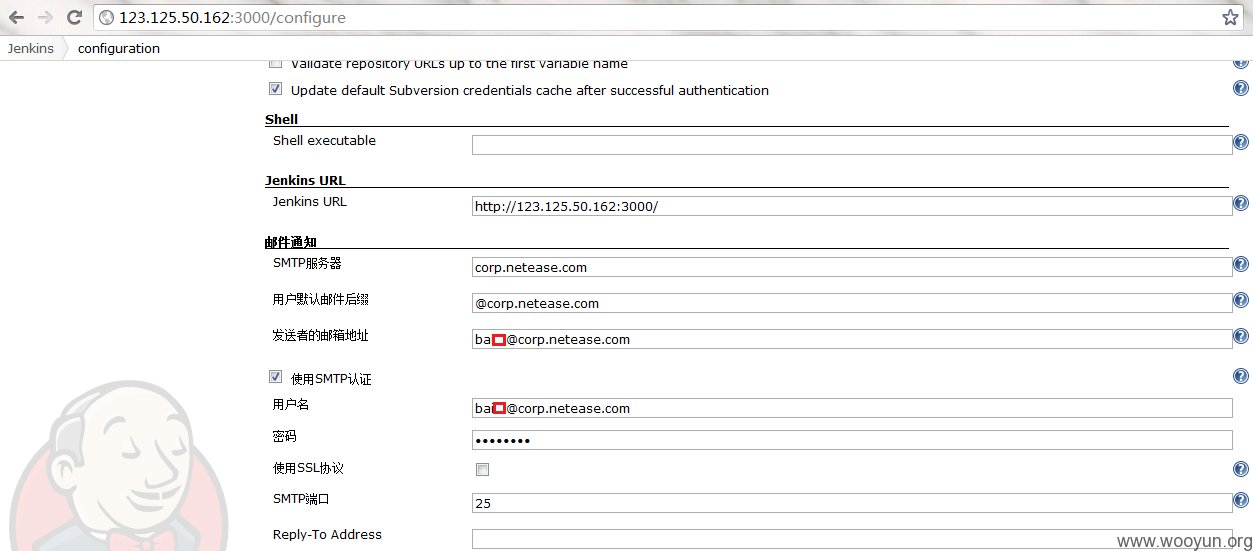 123.125.50.162:3000/configure
Jenkins configuration
Validate repository URLs up to the first variable name
Update default Subversion credentials cache after successful authentication
Shell
Shell executable
Jenkins URL
Jenkins URL http://123.125.50.162:3000/
邮件通知
SMTP服务器 corp.netease.com
用户默认邮件后缀 @corp.netease.com
发送者的邮箱地址 ba @corp.netease.com
使用SMTP认证
用户名 ba @corp.netease.com
密码 ••••••••
使用SSL协议
SMTP端口 25
Reply-To Address
www.wooyun.org